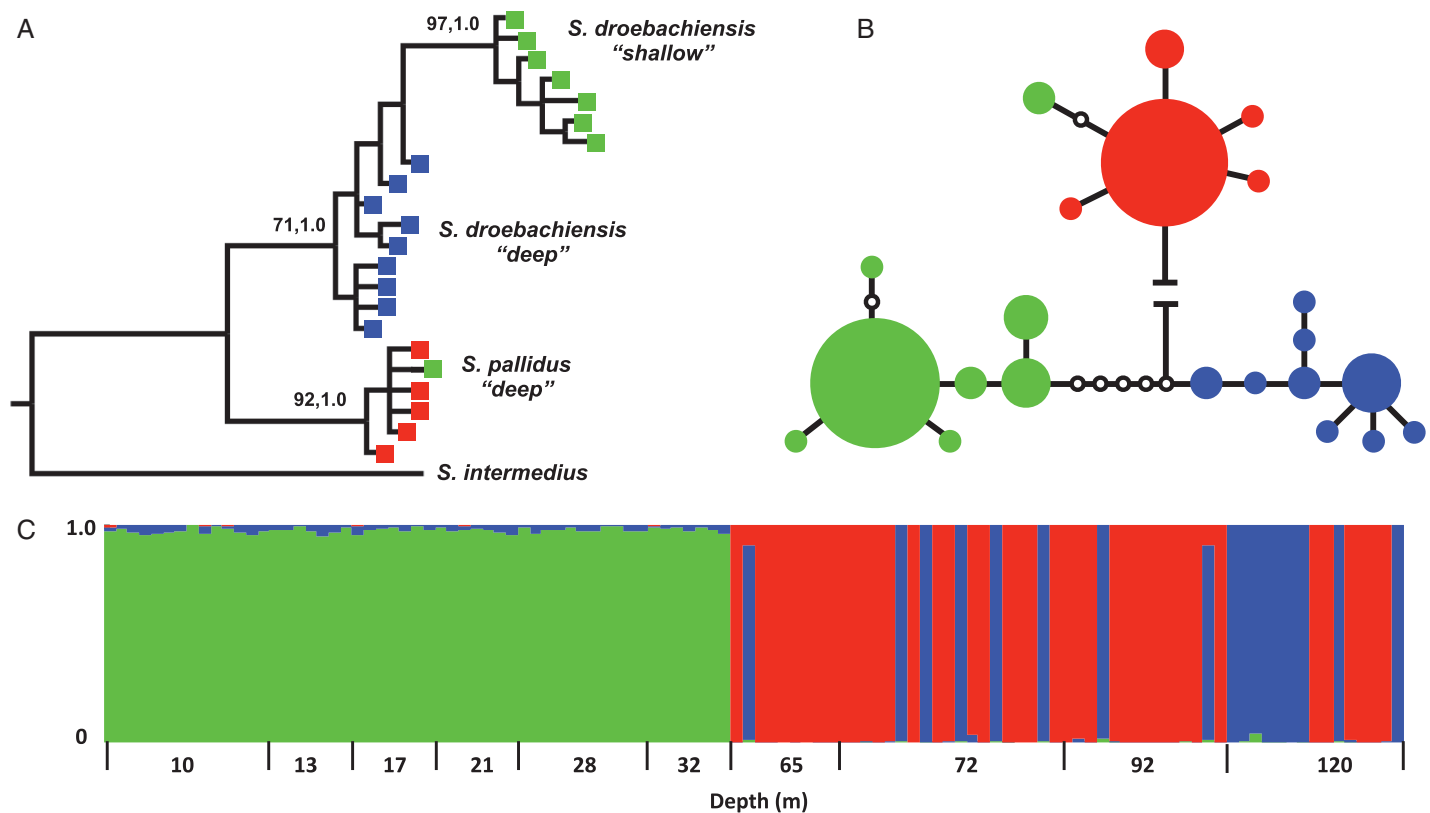 A
97,1.0
S. droebachiensis
“shallow”
71,1.0
S. droebachiensis
“deep”
S. pallidus
“deep”
92,1.0
S. intermedius
B
C
1.0
0
10 13 17 21 28 32 65 72 92 120
Depth (m)